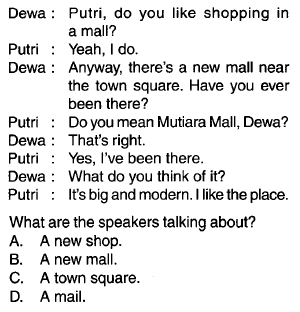 Dewa : Putri, do you like shopping in
a mall?
Putri : Yeah, I do.
Dewa : Anyway, there's a new mall near
the town square. Have you ever
been there?
Putri : Do you mean Mutiara Mall, Dewa?
Dewa : That's right.
Putri : Yes, I've been there.
Dewa : What do you think of it?
Putri : It's big and modern. I like the place.
What are the speakers talking about?
A. A new shop.
B. A new mall.
C. A town square.
D. A mail.